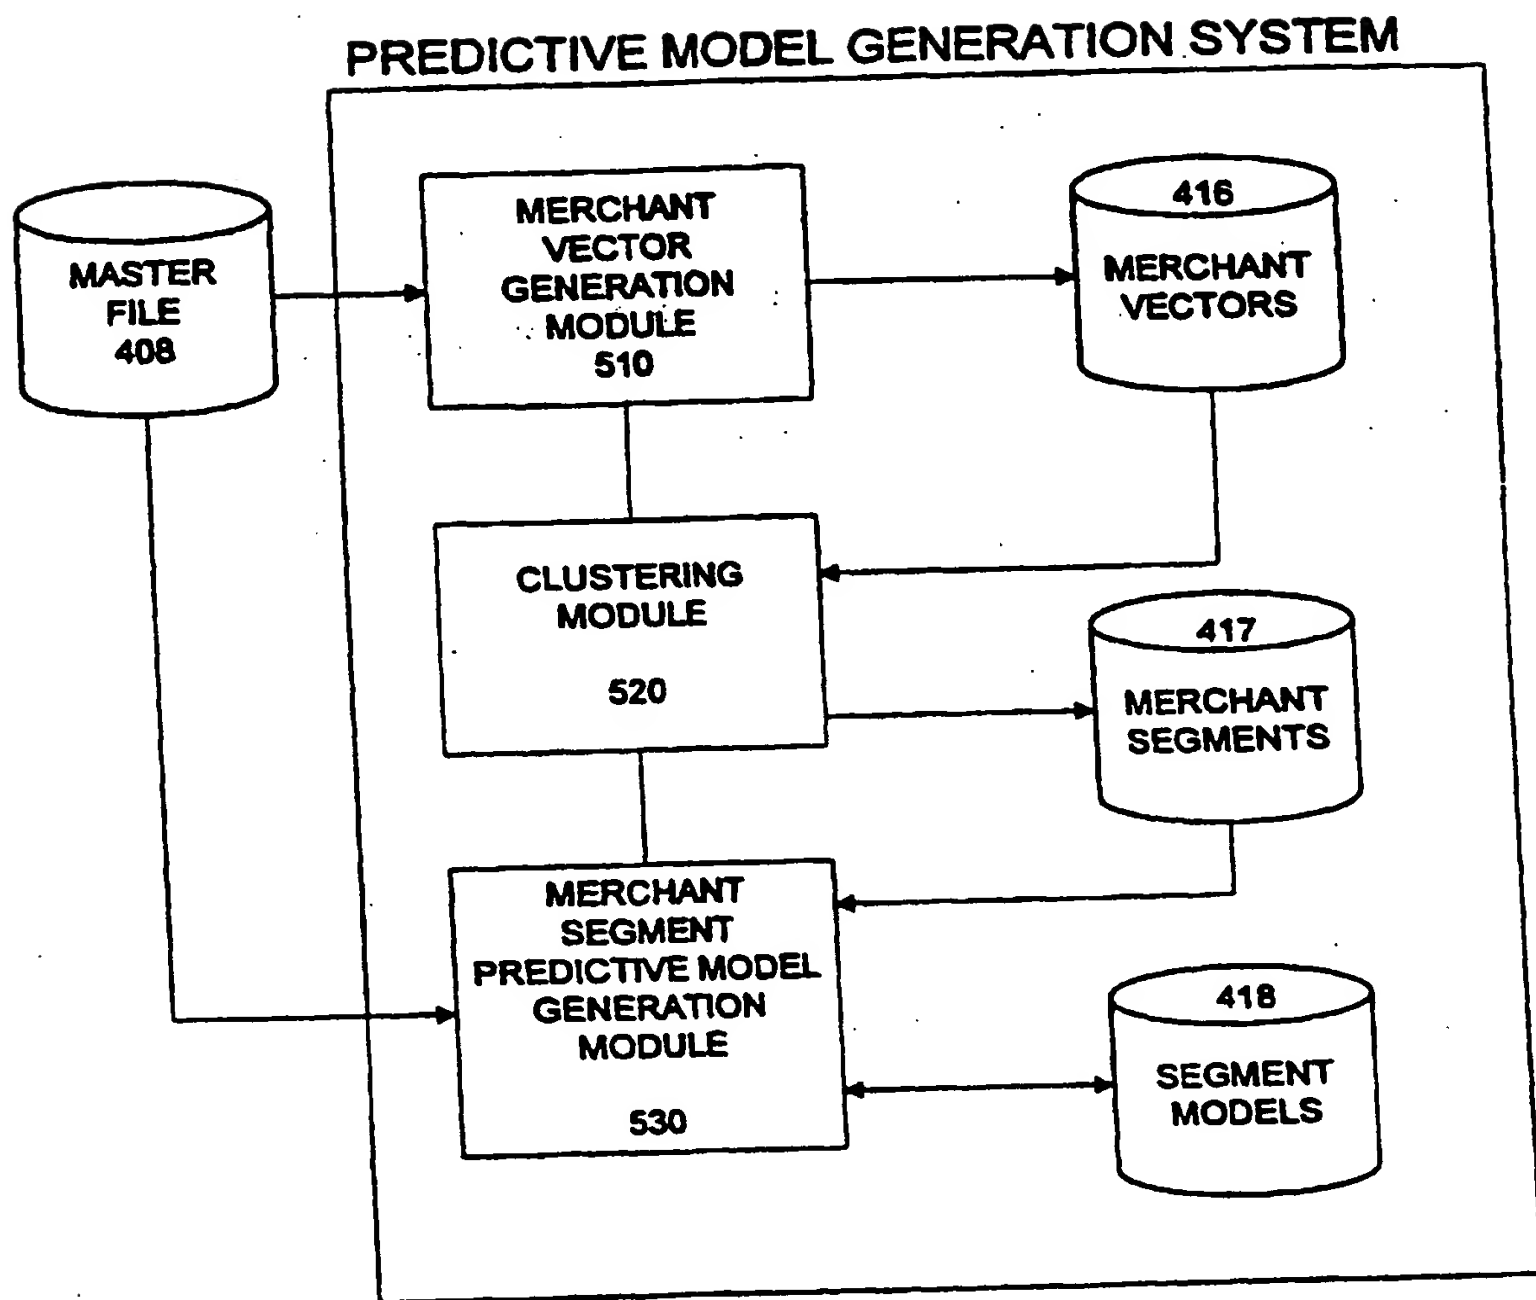 PREDICTIVE MODEL GENERATION SYSTEM
MASTER
FILE
408
MERCHANT
VECTOR
GENERATION
MODULE
510
416
MERCHANT
VECTORS
CLUSTERING
MODULE
520
417
MERCHANT
SEGMENTS
MERCHANT
SEGMENT
PREDICTIVE MODEL
GENERATION
MODULE
530
418
SEGMENT
MODELS